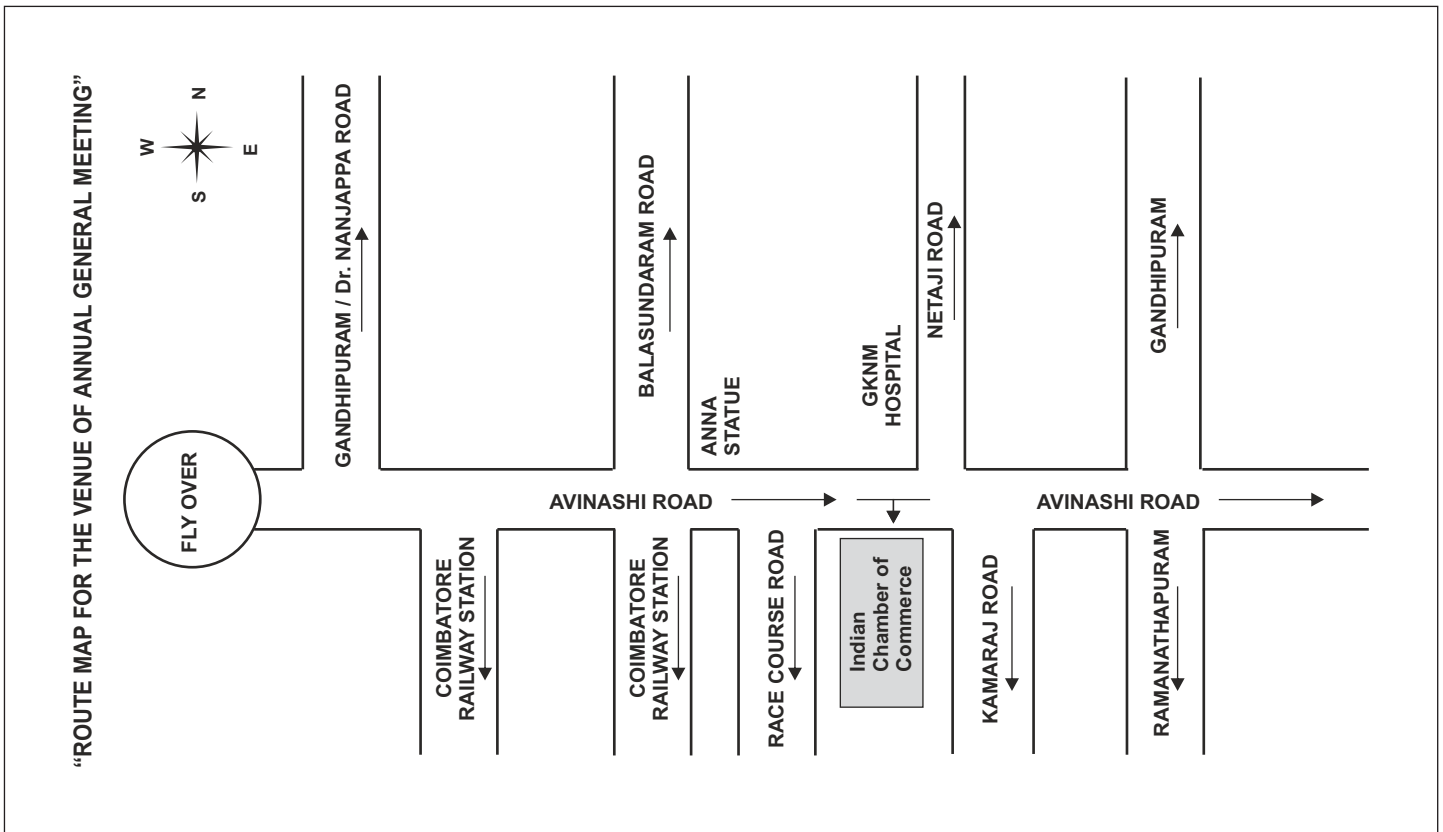 “ROUTE MAP FOR THE VENUE OF ANNUAL GENERAL MEETING”
N
W
E
S
FLY OVER
GANDHIPURAM / Dr. NANJAPPA ROAD
BALASUNDARAM ROAD
ANNA
STATUE
GKNM
HOSPITAL
NETAJI ROAD
GANDHIPURAM
AVINASHI ROAD
AVINASHI ROAD
COIMBATORE
RAILWAY STATION
COIMBATORE
RAILWAY STATION
RACE COURSE ROAD
Indian
Chamber of
Commerce
KAMARAJ ROAD
RAMANATHAPURAM